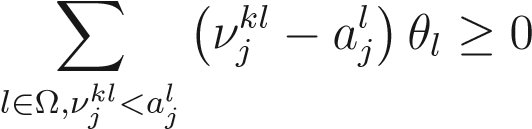 \sum_{l \in \Omega, \nu_j^{kl} < a_j^l} \left( \nu_j^{kl} - a_j^l \right) \theta_l \geq 0